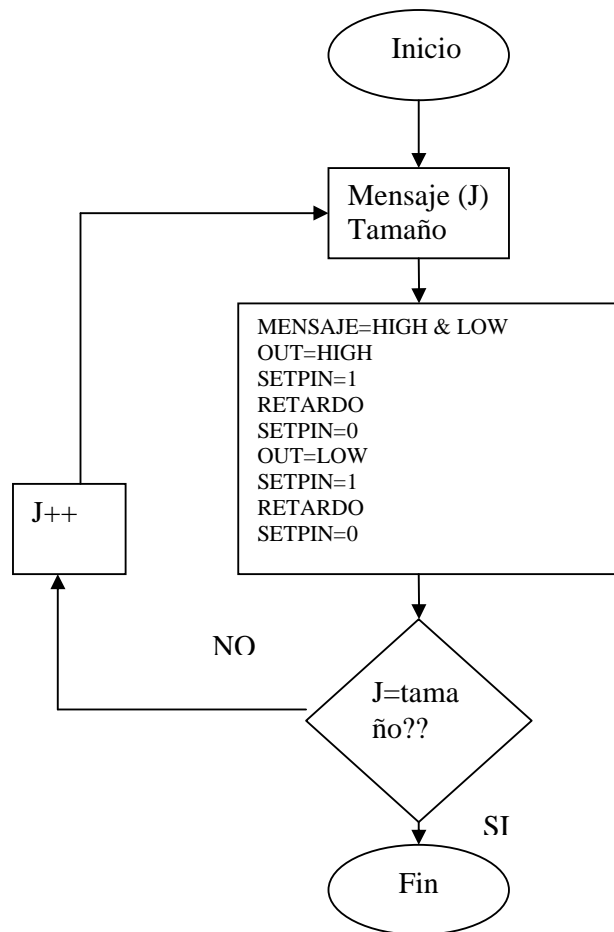 Inicio
Mensaje (J)
Tamaño
MENSAJE=HIGH & LOW
OUT=HIGH
SETPIN=1
RETARDO
SETPIN=0
OUT=LOW
SETPIN=1
RETARDO
SETPIN=0
J++
NO
J=tama
ño??
SI
Fin